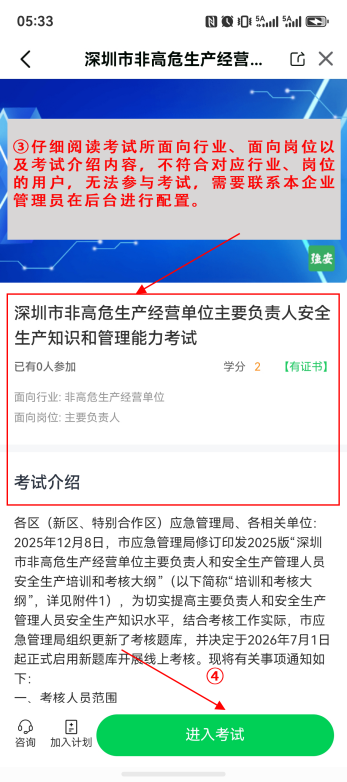 05:33
5A 5A
深圳市非高危生产经营...
③仔细阅读考试所面向行业、面向岗位以
及考试介绍内容，不符合对应行业、岗位
的用户，无法参与考试，需要联系本企业
管理员在后台进行配置。
强安
深圳市非高危生产经营单位主要负责人安全
生产知识和管理能力考试
已有0人参加 学分 2 【有证书】
面向行业: 非高危生产经营单位
面向岗位: 主要负责人
考试介绍
各区（新区、特别合作区）应急管理局、各相关单位：
2025年12月8日，市应急管理局修订印发2025版“深圳
市非高危生产经营单位主要负责人和安全生产管理人员
安全生产培训和考核大纲”（以下简称“培训和考核大
纲”，详见附件1），为切实提高主要负责人和安全生产
管理人员安全生产知识水平，结合考核工作实际，市应
急管理局组织更新了考核题库，并决定于2026年7月1日
起正式启用新题库开展线上考核。现将有关事项通知如
下：
④
一、考核人员范围
咨询 加入计划 进入考试